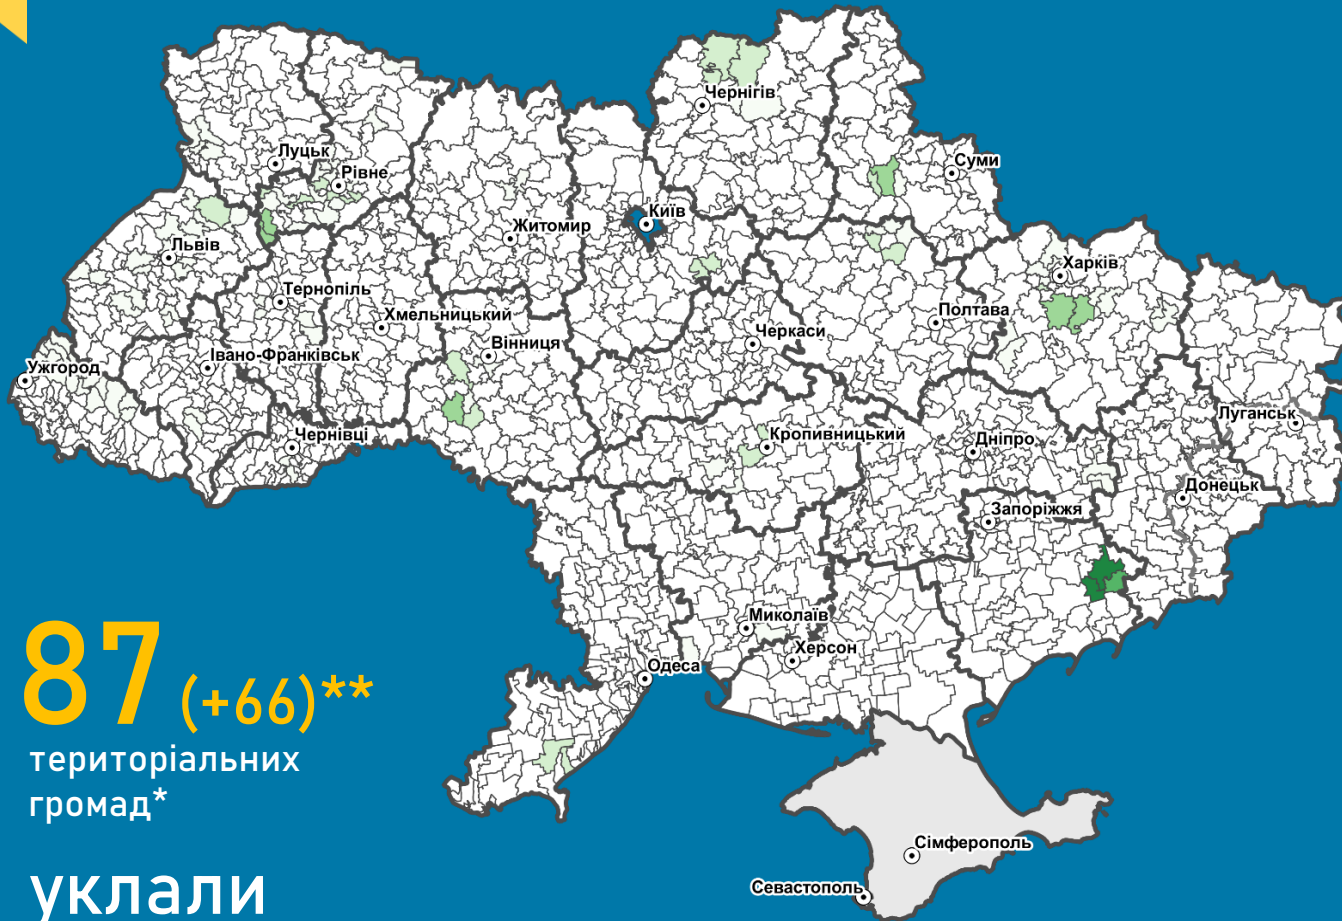 Чернігів
Луцьк
Рівне
Суми
Київ
Житомир
Львів
Харків
Тернопіль
Хмельницький
Полтава
Черкаси
Вінниця
Івано-Франківськ
Ужгород
Луганськ
Чернівці
Кропивницький
Дніпро
Донецьк
Запоріжжя
Миколаїв
Херсон
Одеса
87 (+66)**
територіальних
громад*
Сімферополь
уклали
Севастополь